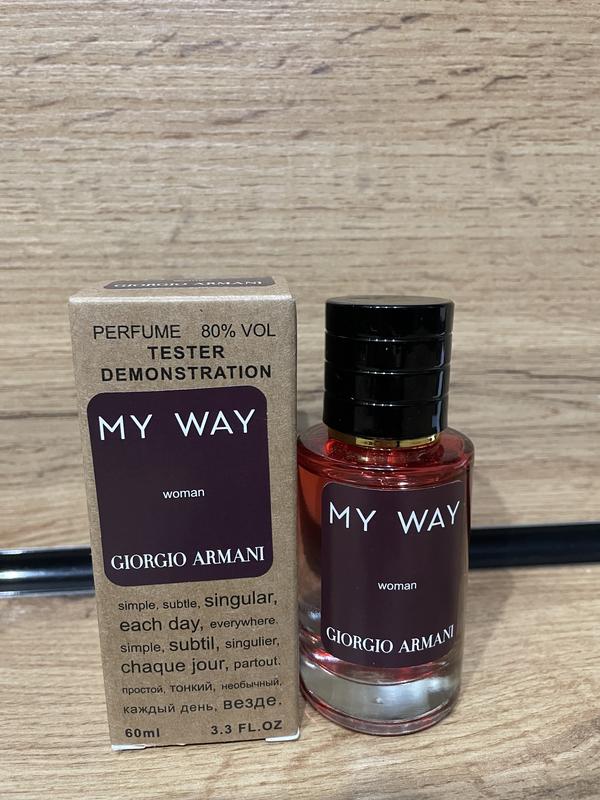 GIORGIO ARMANI
PERFUME 80% VOL
TESTER
DEMONSTRATION
MY WAY
woman
GIORGIO ARMANI
simple, subtle, singular,
each day, everywhere.
simple, subtil, singulier,
chaque jour, partout.
простой, тонкий, необычный,
каждый день, везде.
60ml 3.3 FL.OZ
MY WAY
woman
GIORGIO ARMANI